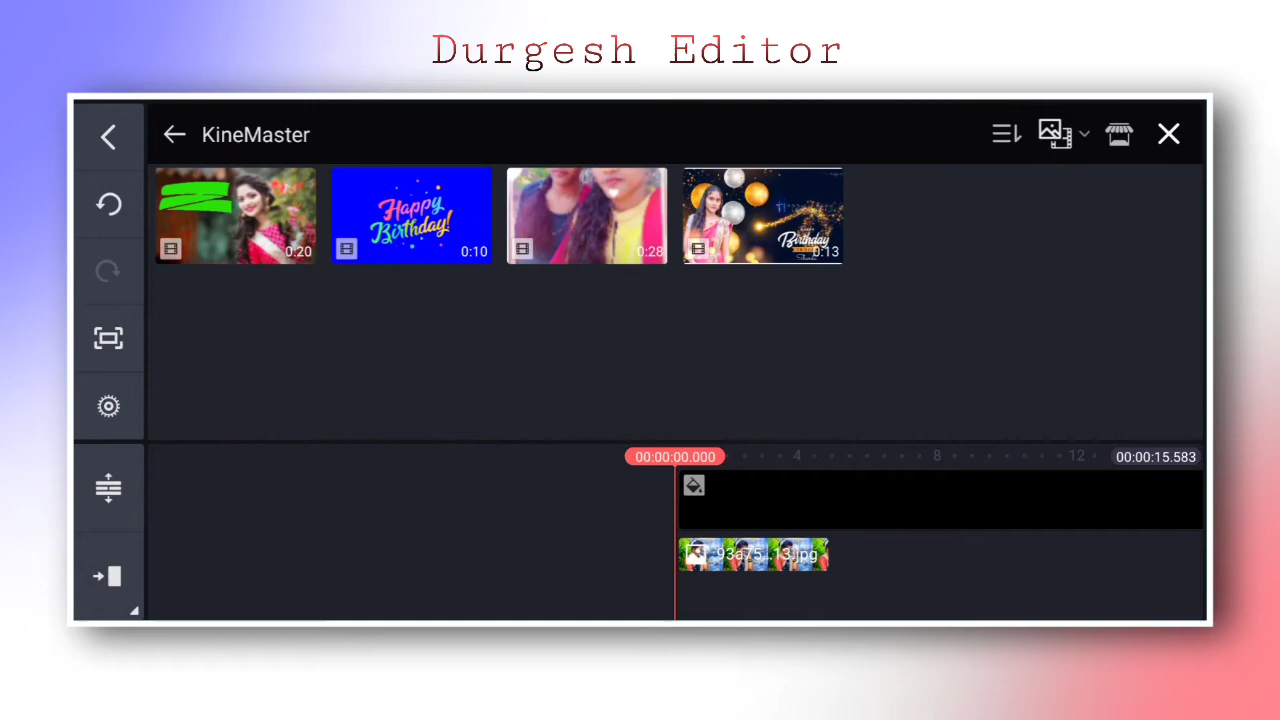 Durgesh Editor
KineMaster
0:20
Happy
Birthday!
0:10
0:28
Birthday
0:13
00:00:00.000
4
8
12
00:00:15.583
93a75...13.jpg